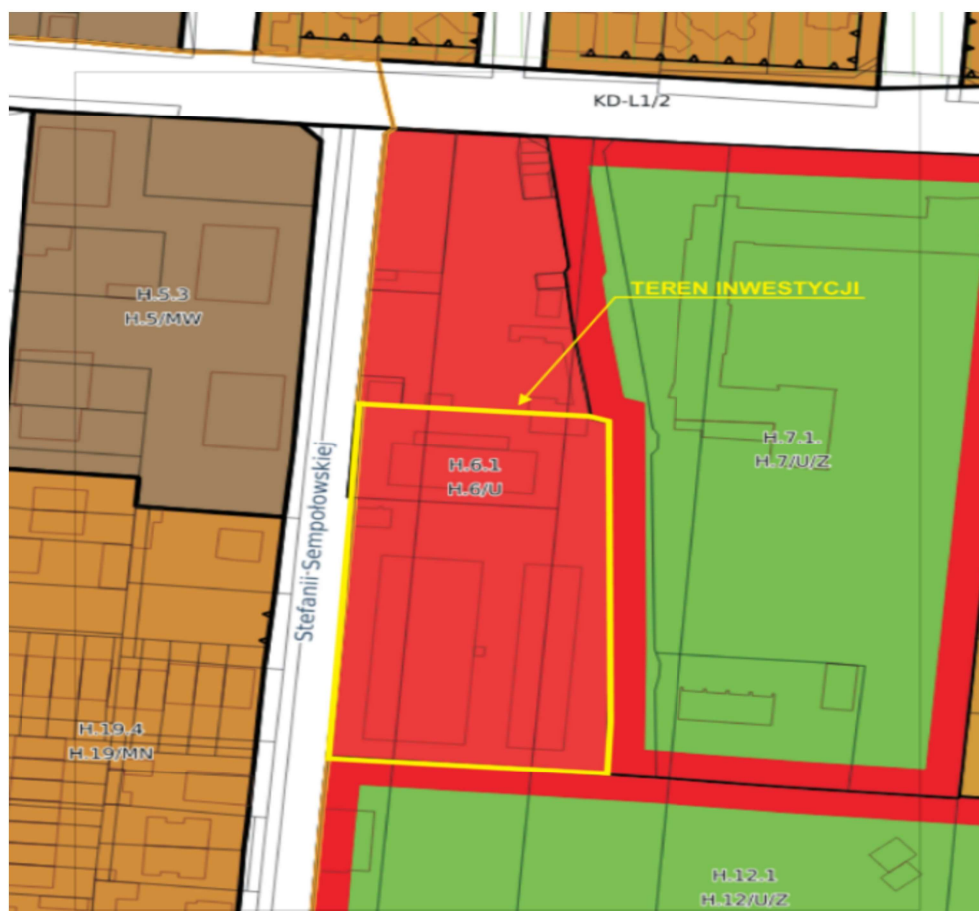 KD-L1/2
TEREN INWESTYCJI
H.5.3
H.5/MW
H.6.1
H.6/U
H.7.1.
H.7/U/Z
Stefanii Sempołowskiej
H.19.4
H.19/MN
H.12.1
H.12/U/Z